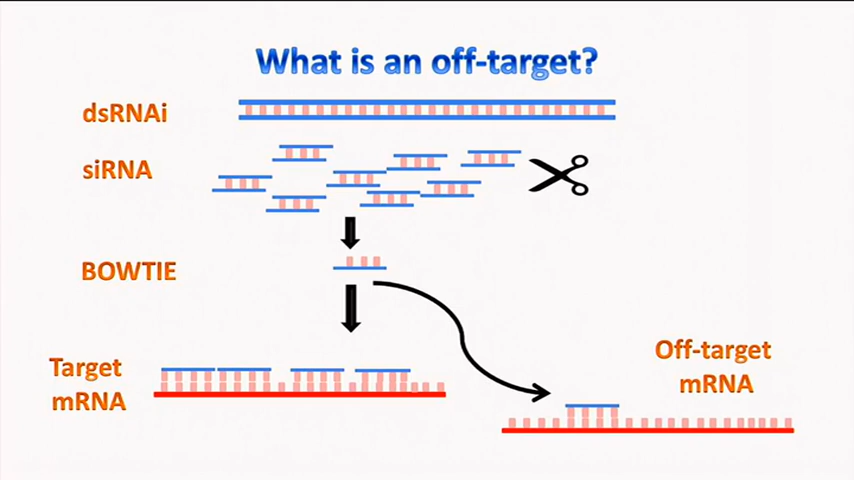 What is an off-target?
dsRNAi
siRNA
BOWTIE
Target
mRNA
Off-target
mRNA